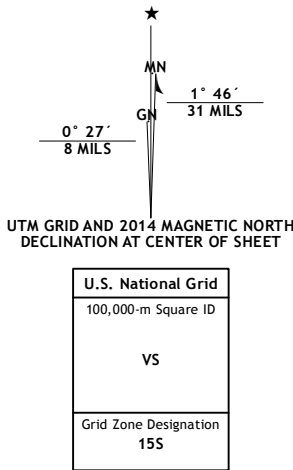 MN
1° 46´
31 MILS
GN
0° 27´
8 MILS
UTM GRID AND 2014 MAGNETIC NORTH
DECLINATION AT CENTER OF SHEET
U.S. National Grid
100,000-m Square ID
VS
Grid Zone Designation
15S